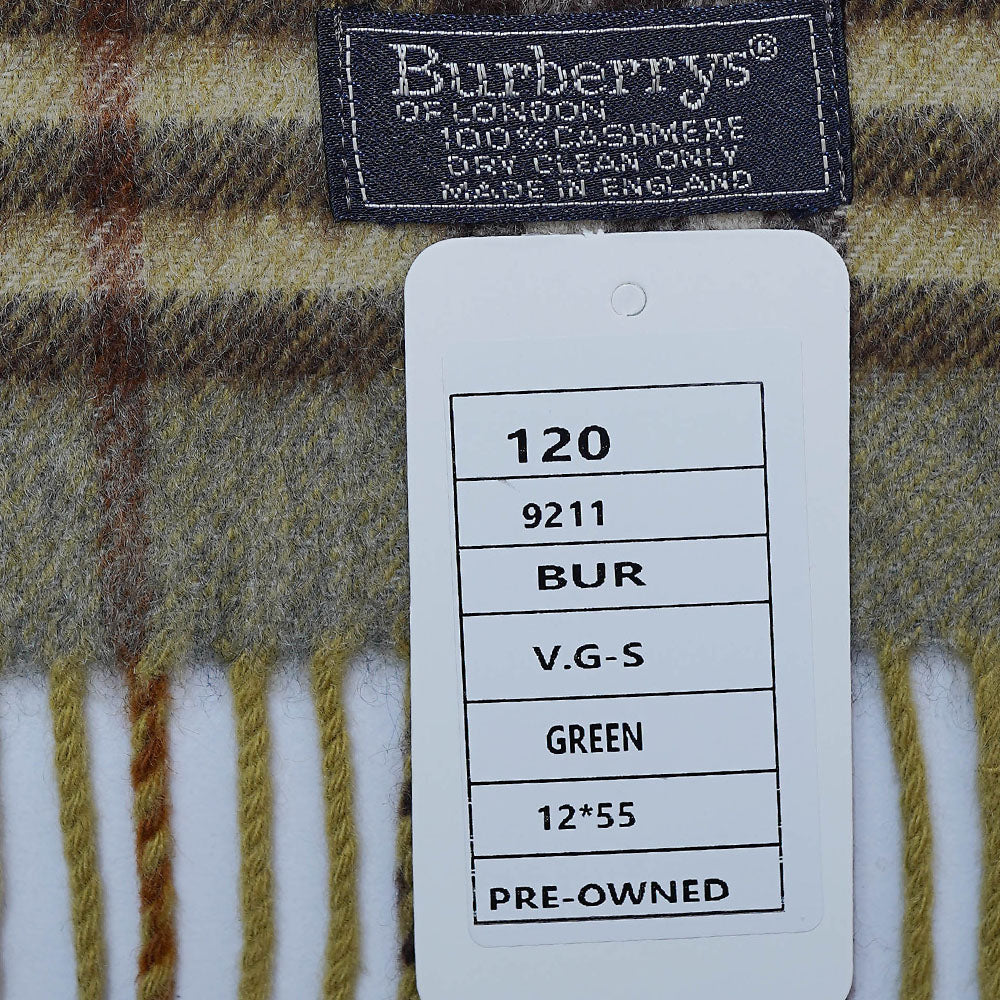 Burberrys®
OF LONDON
100% CASHMERE
DRY CLEAN ONLY
MADE IN ENGLAND
120
9211
BUR
V.G-S
GREEN
12*55
PRE-OWNED